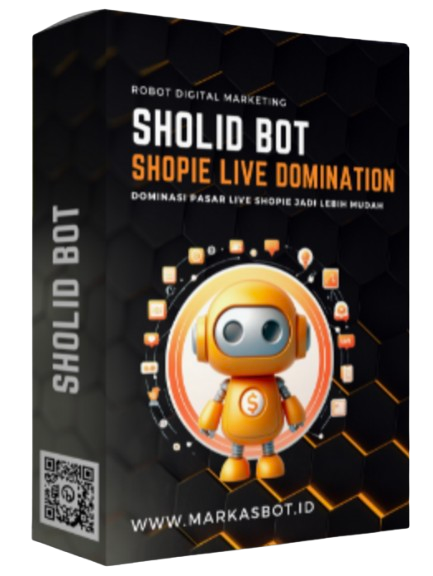 ROBOT DIGITAL MARKETING
SHOLID BOT
SHOPIE LIVE DOMINATION
DOMINASI PASAR LIVE SHOPIE JADI LEBIH MUDAH
SHOLID BOT
$
WWW.MARKASBOT.ID